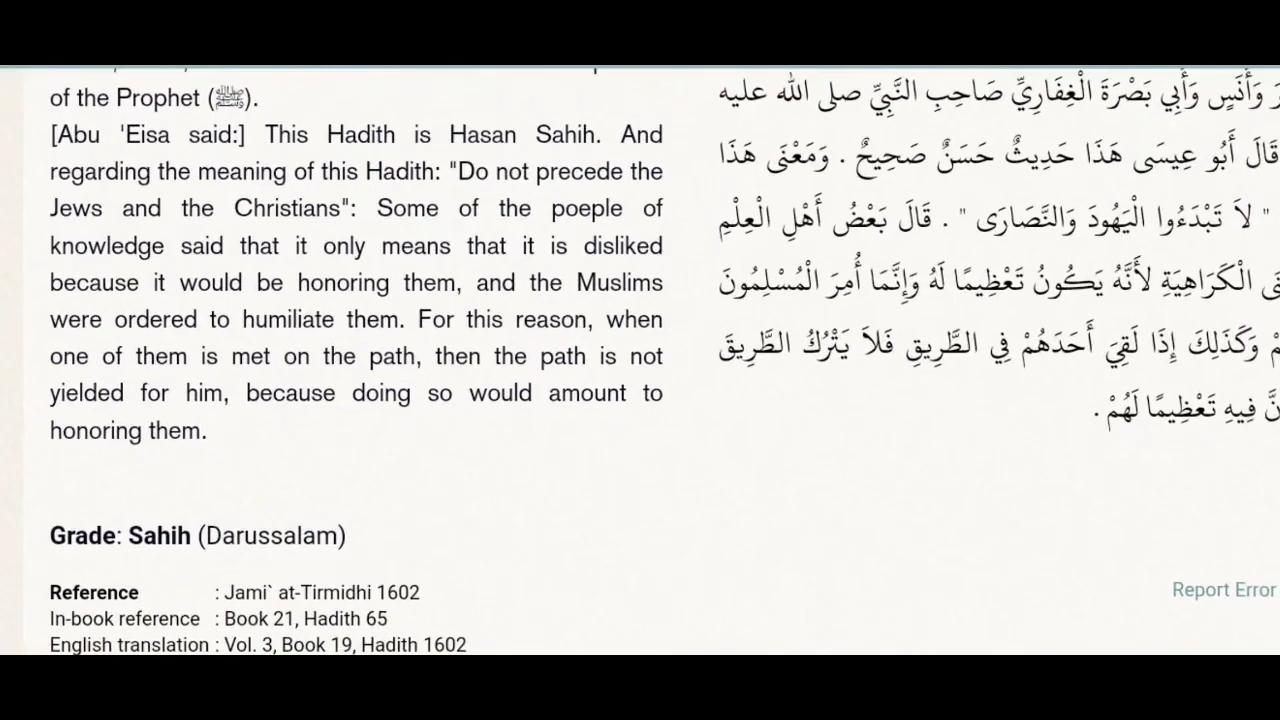 of the Prophet (ﷺ).
[Abu 'Eisa said:] This Hadith is Hasan Sahih. And
regarding the meaning of this Hadith: "Do not precede the
Jews and the Christians": Some of the poeple of
knowledge said that it only means that it is disliked
because it would be honoring them, and the Muslims
were ordered to humiliate them. For this reason, when
one of them is met on the path, then the path is not
yielded for him, because doing so would amount to
honoring them.
وَأَنَسٍ وَأَبِي بَصْرَةَ الْغِفَارِيِّ صَاحِبِ النَّبِيِّ صلى الله عليه
قَالَ أَبُو عِيسَى هَذَا حَدِيثٌ حَسَنٌ صَحِيحٌ . وَمَعْنَى هَذَا
" لاَ تَبْدَءُوا الْيَهُودَ وَالنَّصَارَى " . قَالَ بَعْضُ أَهْلِ الْعِلْمِ
الْكَرَاهِيَةِ لأَنَّهُ يَكُونُ تَعْظِيمًا لَهُ وَإِنَّمَا أُمِرَ الْمُسْلِمُونَ
وَكَذَلِكَ إِذَا لَقِيَ أَحَدَهُمْ فِي الطَّرِيقِ فَلاَ يَتْرُكُ الطَّرِيقَ
فِيهِ تَعْظِيمًا لَهُمْ .
Grade: Sahih (Darussalam)
Reference : Jami` at-Tirmidhi 1602
In-book reference : Book 21, Hadith 65
English translation : Vol. 3, Book 19, Hadith 1602
Report Error